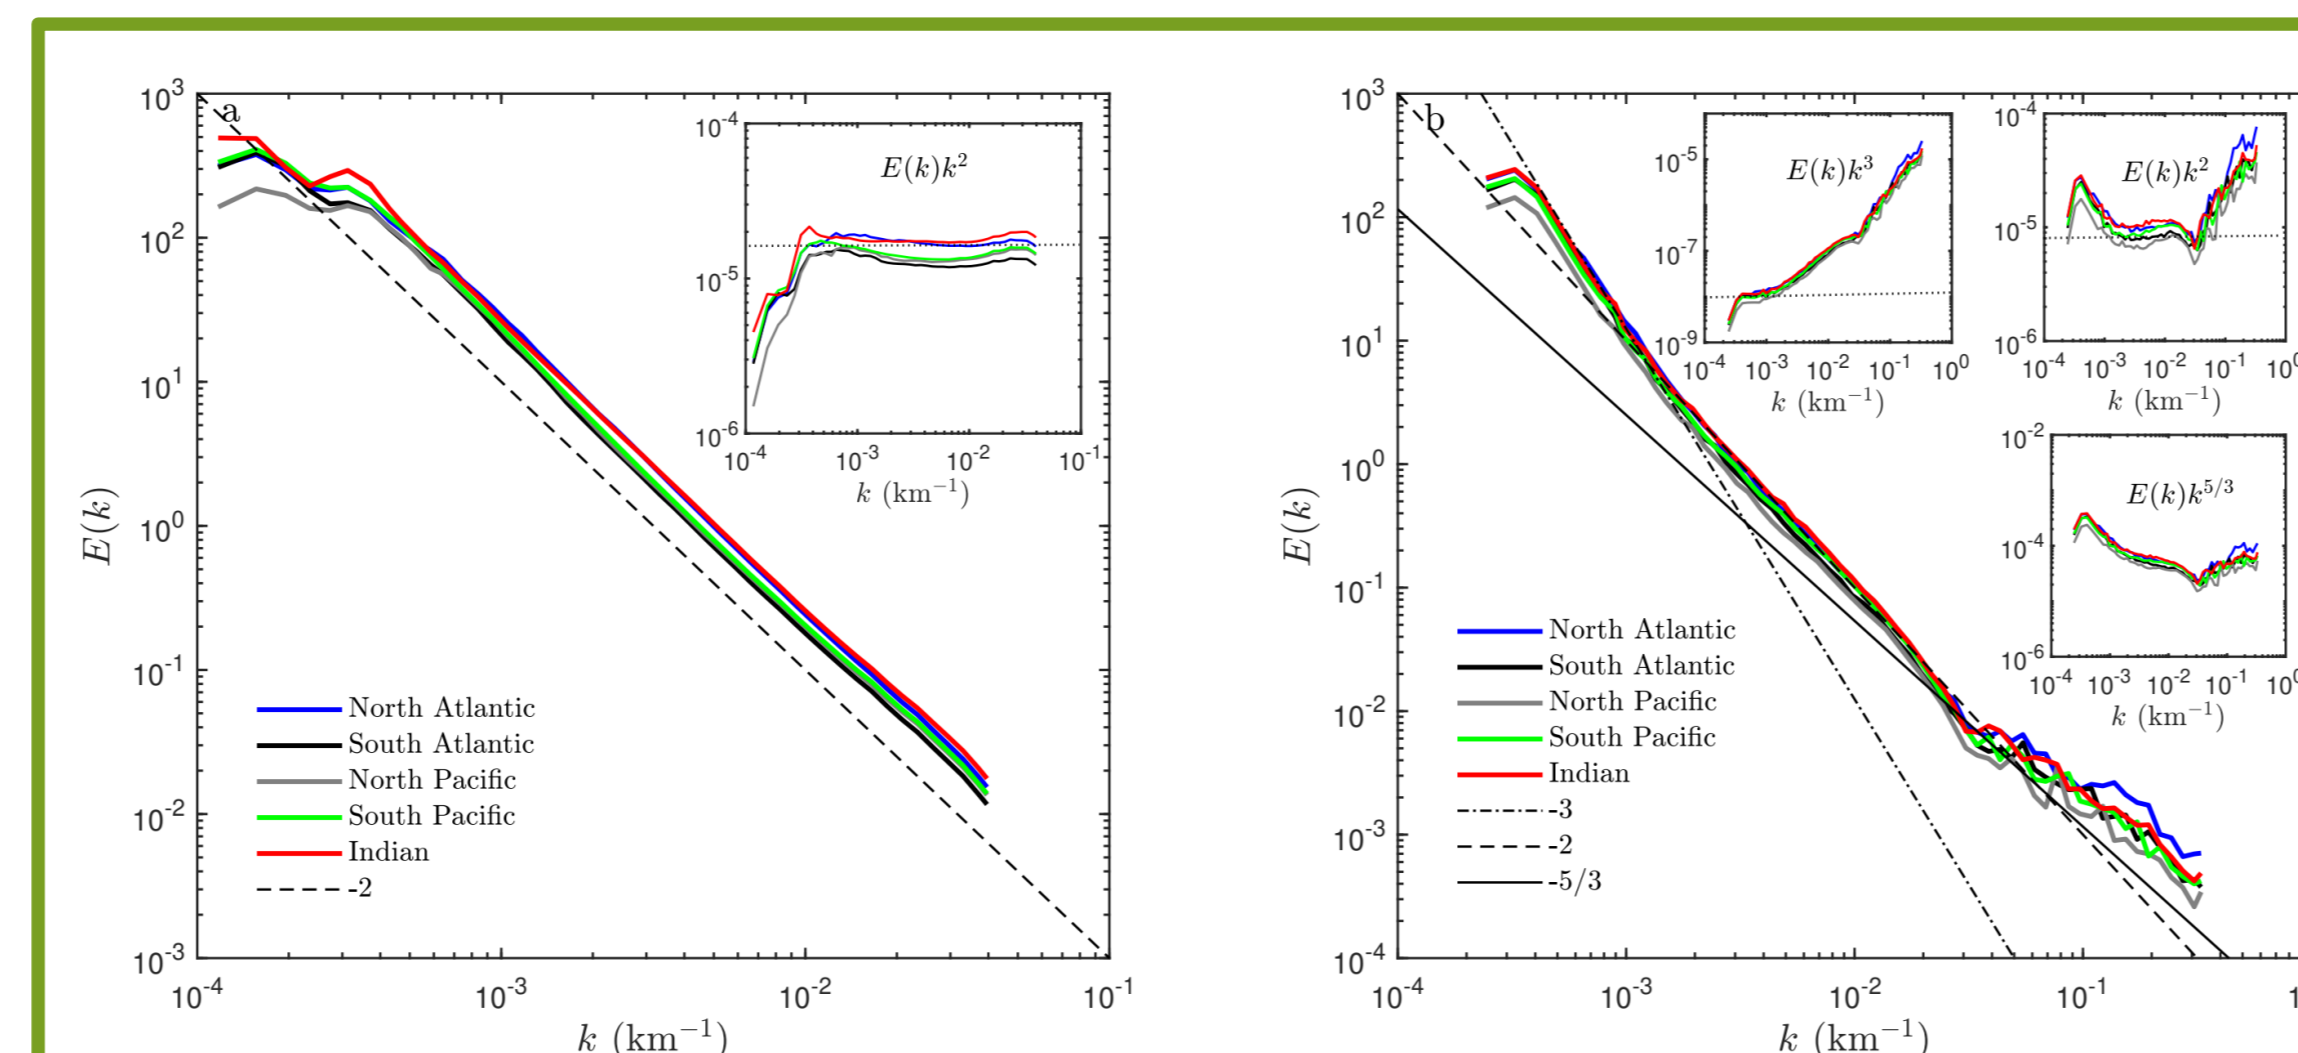 a
10^3
10^2
10^1
10^0
10^-1
10^-2
10^-3
E(k)
10^-4
10^-3
10^-2
10^-1
k (km^−1)
North Atlantic
South Atlantic
North Pacific
South Pacific
Indian
-2
E(k)k^2
10^-4
10^-5
10^-6
10^-4
10^-3
10^-2
10^-1
k (km^−1)
b
10^3
10^2
10^1
10^0
10^-1
10^-2
10^-3
10^-4
E(k)
10^-4
10^-3
10^-2
10^-1
1
k (km^−1)
North Atlantic
South Atlantic
North Pacific
South Pacific
Indian
-3
-2
-5/3
E(k)k^3
10^-5
10^-7
10^-9
10^-4
10^-3
10^-2
10^-1
10^0
k (km^−1)
E(k)k^2
10^-4
10^-5
10^-6
10^-4
10^-3
10^-2
10^-1
10^0
k (km^−1)
E(k)k^5/3
10^-2
10^-4
10^-6
10^-4
10^-3
10^-2
10^-1
10^0
k (km^−1)